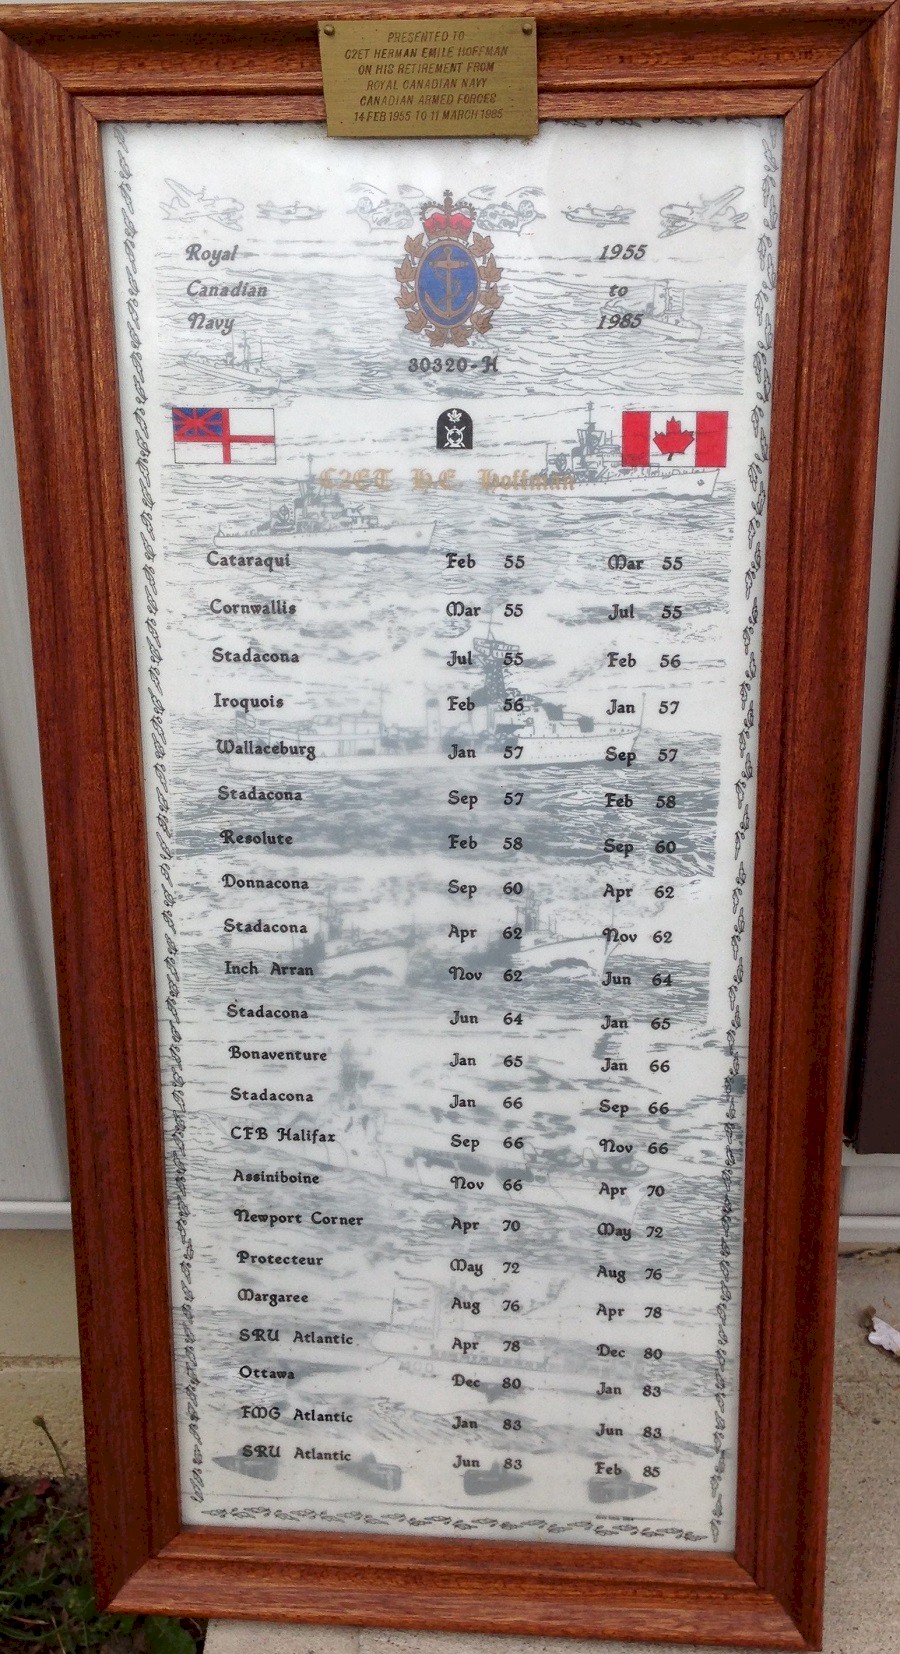 PRESENTED TO
C2ET HERMAN EMILE HOFFMAN
ON HIS RETIREMENT FROM
ROYAL CANADIAN NAVY
CANADIAN ARMED FORCES
14 FEB 1955 TO 11 MARCH 1985
Royal 1955
Canadian to
Navy 1985
30320-H
C2ET H.E. Hoffman
Cataraqui Feb 55 Mar 55
Cornwallis Mar 55 Jul 55
Stadacona Jul 55 Feb 56
Iroquois Feb 56 Jan 57
Wallaceburg Jan 57 Sep 57
Stadacona Sep 57 Feb 58
Resolute Feb 58 Sep 60
Donnacona Sep 60 Apr 62
Stadacona Apr 62 Nov 62
Inch Arran Nov 62 Jun 64
Stadacona Jun 64 Jan 65
Bonaventure Jan 65 Jan 66
Stadacona Jan 66 Sep 66
CFB Halifax Sep 66 Nov 66
Assiniboine Nov 66 Apr 70
Newport Corner Apr 70 May 72
Protecteur May 72 Aug 76
Margaree Aug 76 Apr 78
SRU Atlantic Apr 78 Dec 80
Ottawa Dec 80 Jan 83
FMG Atlantic Jan 83 Jun 83
SRU Atlantic Jun 83 Feb 85